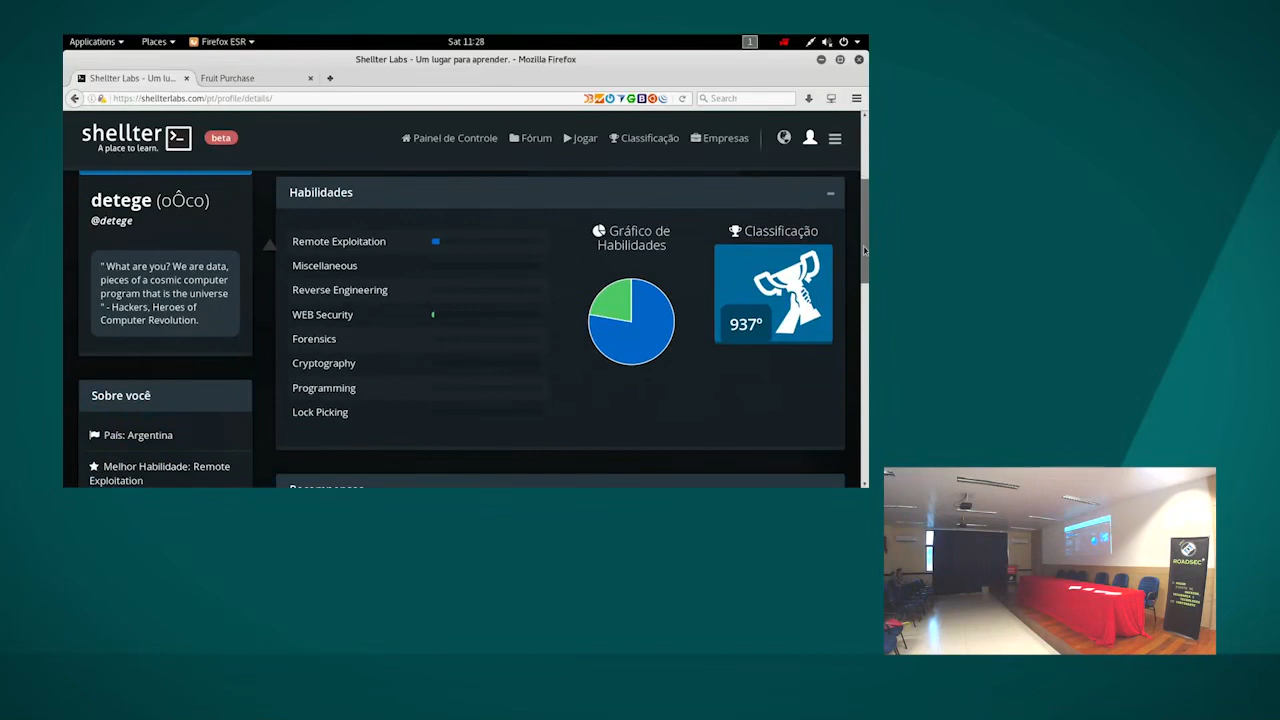 Applications Places Firefox ESR Sat 11:28 1
Shellter Labs - Um lugar para aprender. - Mozilla Firefox
Shellter Labs - Um lu... Fruit Purchase
https://shellterlabs.com/pt/profile/details/ Search
shellter beta Painel de Controle Fórum Jogar Classificação Empresas
A place to learn.
detege (oÔco)
@detege
" What are you? We are data,
pieces of a cosmic computer
program that is the universe
" - Hackers, Heroes of
Computer Revolution.
Sobre você
País: Argentina
Melhor Habilidade: Remote
Exploitation
Habilidades
Remote Exploitation
Miscellaneous
Reverse Engineering
WEB Security
Forensics
Cryptography
Programming
Lock Picking
Gráfico de
Habilidades
Classificação
937º
ROADSEC